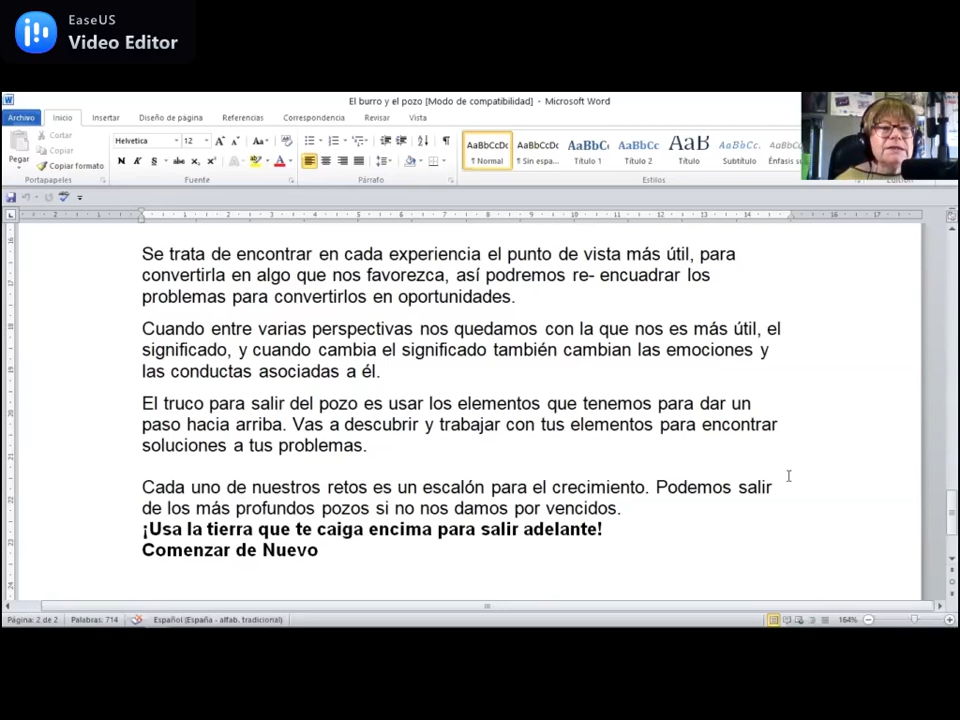 EaseUS
Video Editor
El burro y el pozo [Modo de compatibilidad] - Microsoft Word
Archivo Inicio Insertar Diseño de página Referencias Correspondencia Revisar Vista
Pegar
Cortar
Copiar
Copiar formato
Portapapeles
Helvetica 12
Fuente
Párrafo
AaBbCcDc AaBbCcDc AaBbC AaBbCc AaB AaBbCc. AaBbCcD
¶ Normal ¶ Sin espa... Título 1 Título 2 Título Subtítulo Énfasis
Estilos
Se trata de encontrar en cada experiencia el punto de vista más útil, para
convertirla en algo que nos favorezca, así podremos re- encuadrar los
problemas para convertirlos en oportunidades.
Cuando entre varias perspectivas nos quedamos con la que nos es más útil, el
significado, y cuando cambia el significado también cambian las emociones y
las conductas asociadas a él.
El truco para salir del pozo es usar los elementos que tenemos para dar un
paso hacia arriba. Vas a descubrir y trabajar con tus elementos para encontrar
soluciones a tus problemas.
Cada uno de nuestros retos es un escalón para el crecimiento. Podemos salir
de los más profundos pozos si no nos damos por vencidos.
¡Usa la tierra que te caiga encima para salir adelante!
Comenzar de Nuevo
Página: 2 de 2 Palabras: 714 Español (España - alfab. tradicional) 164%